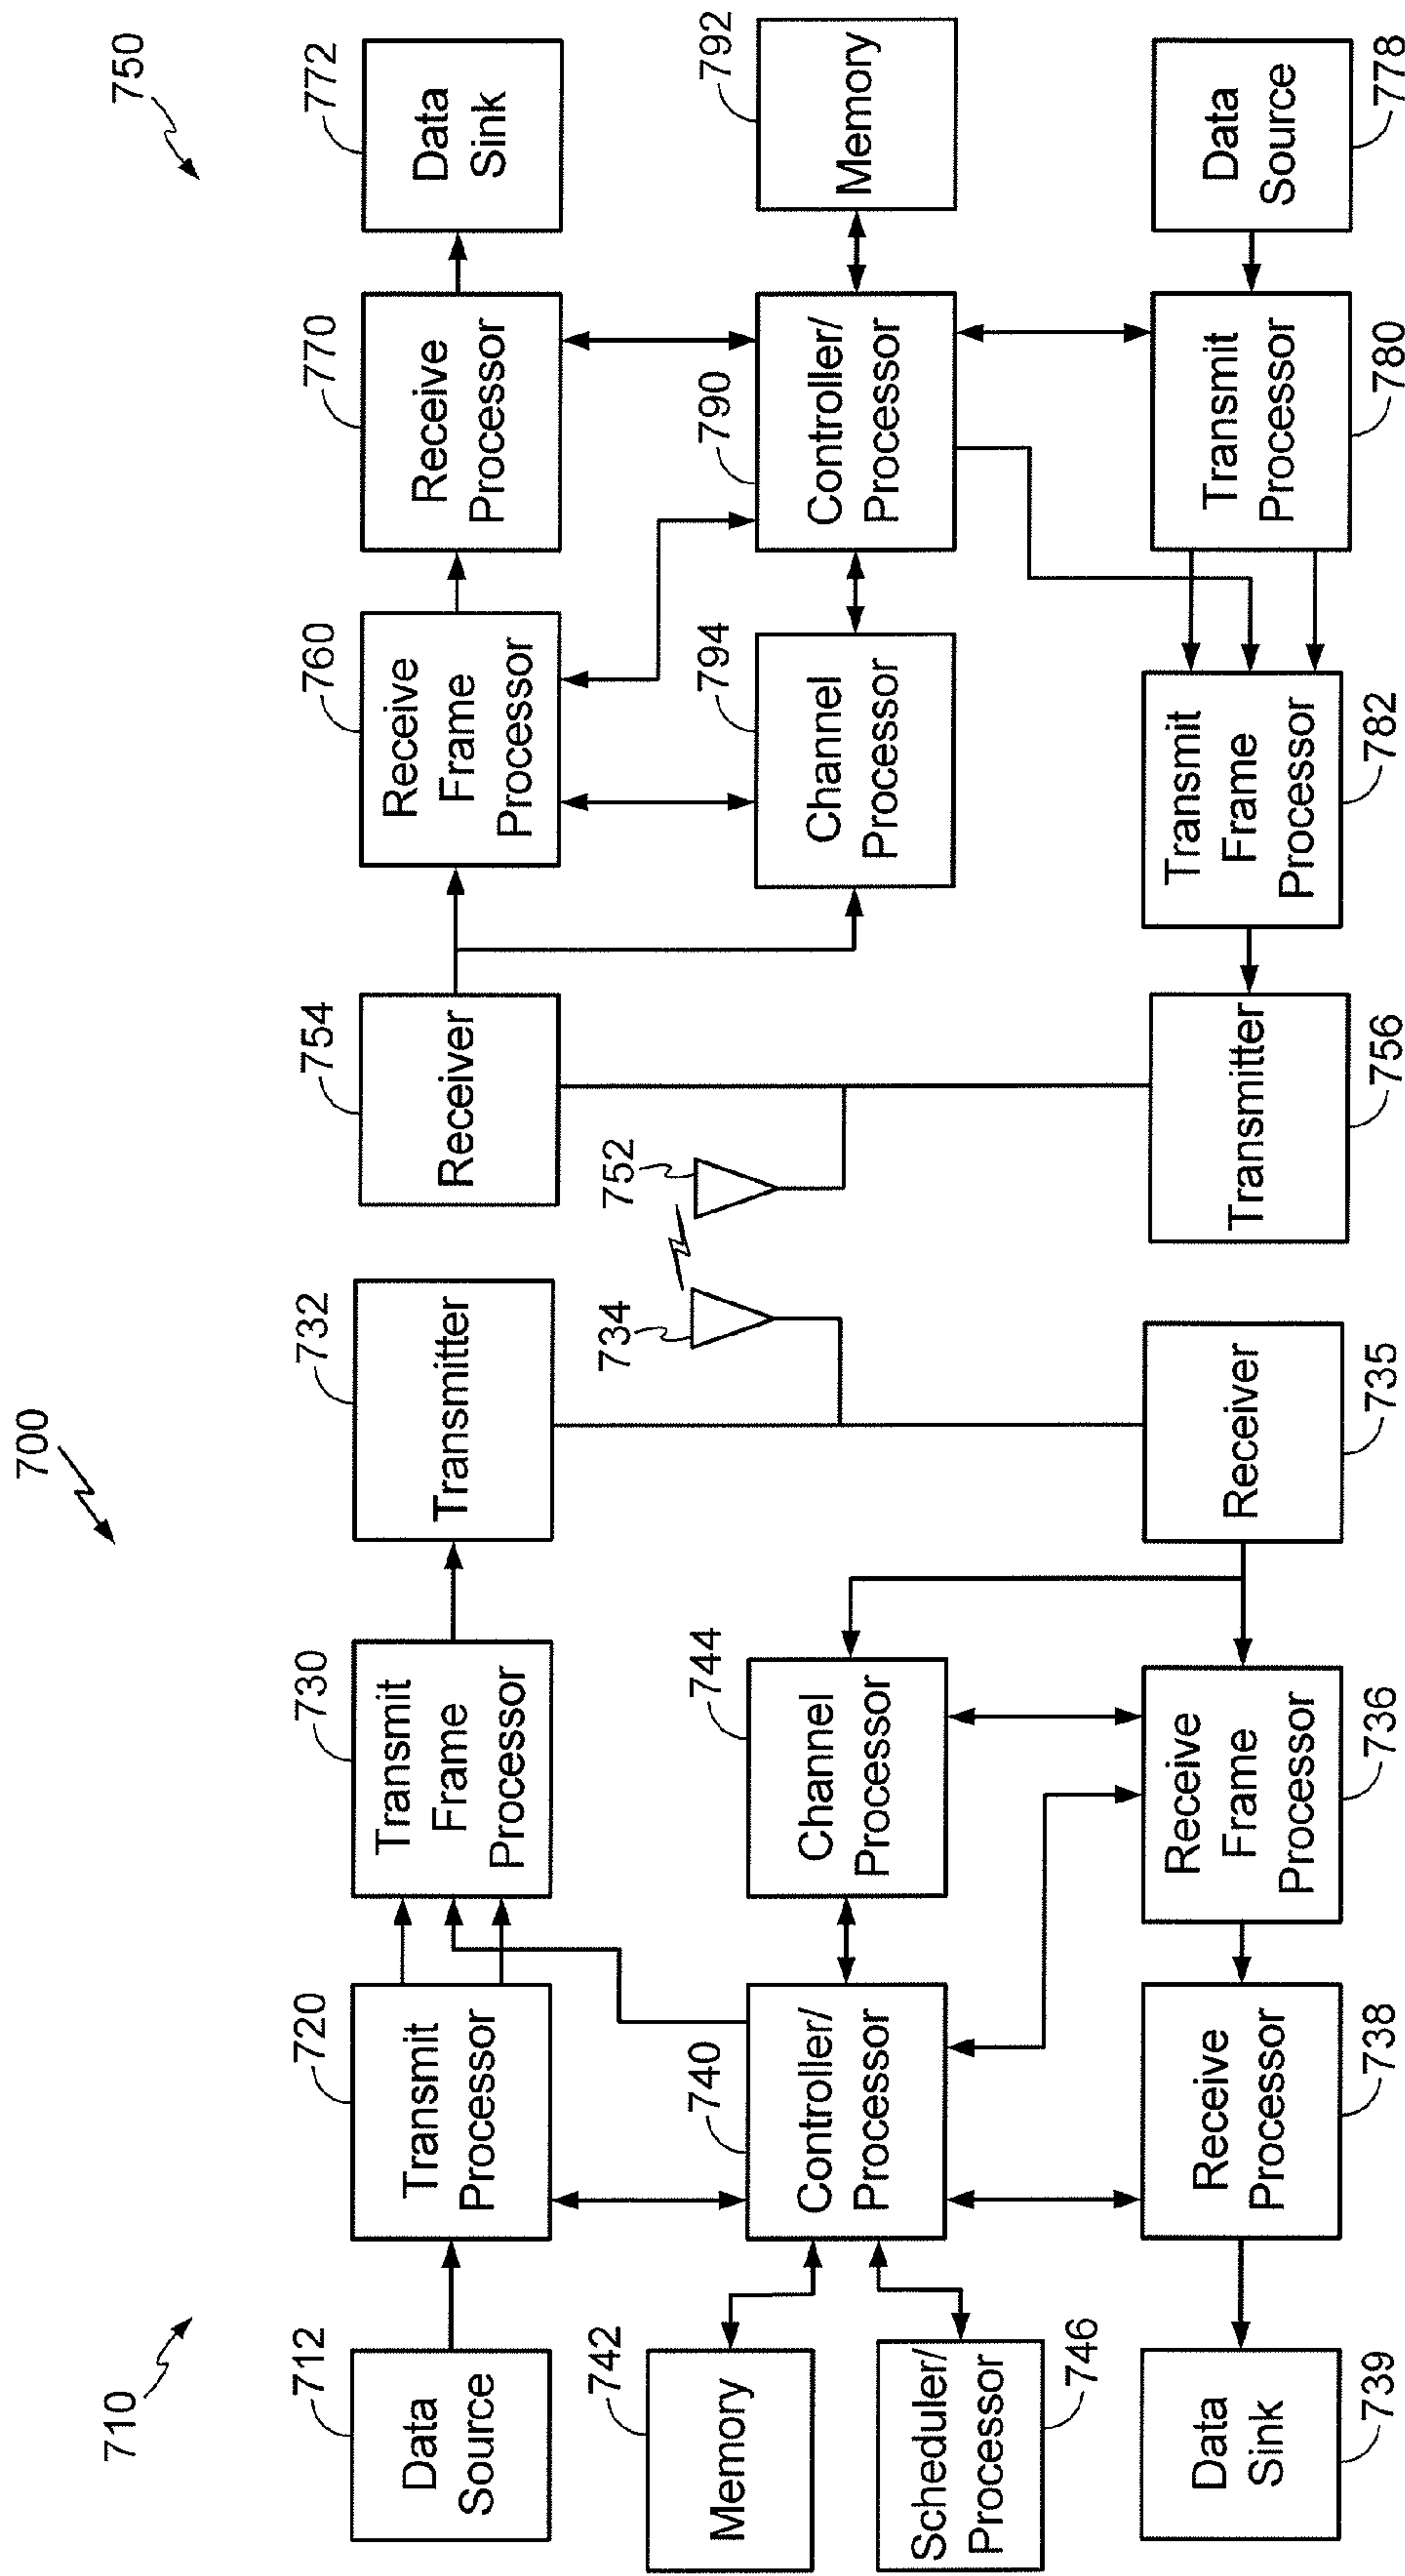 700
710
750
712
Data
Source
720
Transmit
Processor
730
Transmit
Frame
Processor
732
Transmitter
754
Receiver
760
Receive
Frame
Processor
770
Receive
Processor
772
Data
Sink
742
Memory
746
Scheduler/
Processor
740
Controller/
Processor
744
Channel
Processor
734
752
794
Channel
Processor
790
Controller/
Processor
792
Memory
Data
Sink
739
Receive
Processor
738
Receive
Frame
Processor
736
Receiver
735
Transmitter
756
Transmit
Frame
Processor
782
Transmit
Processor
780
Data
Source
778